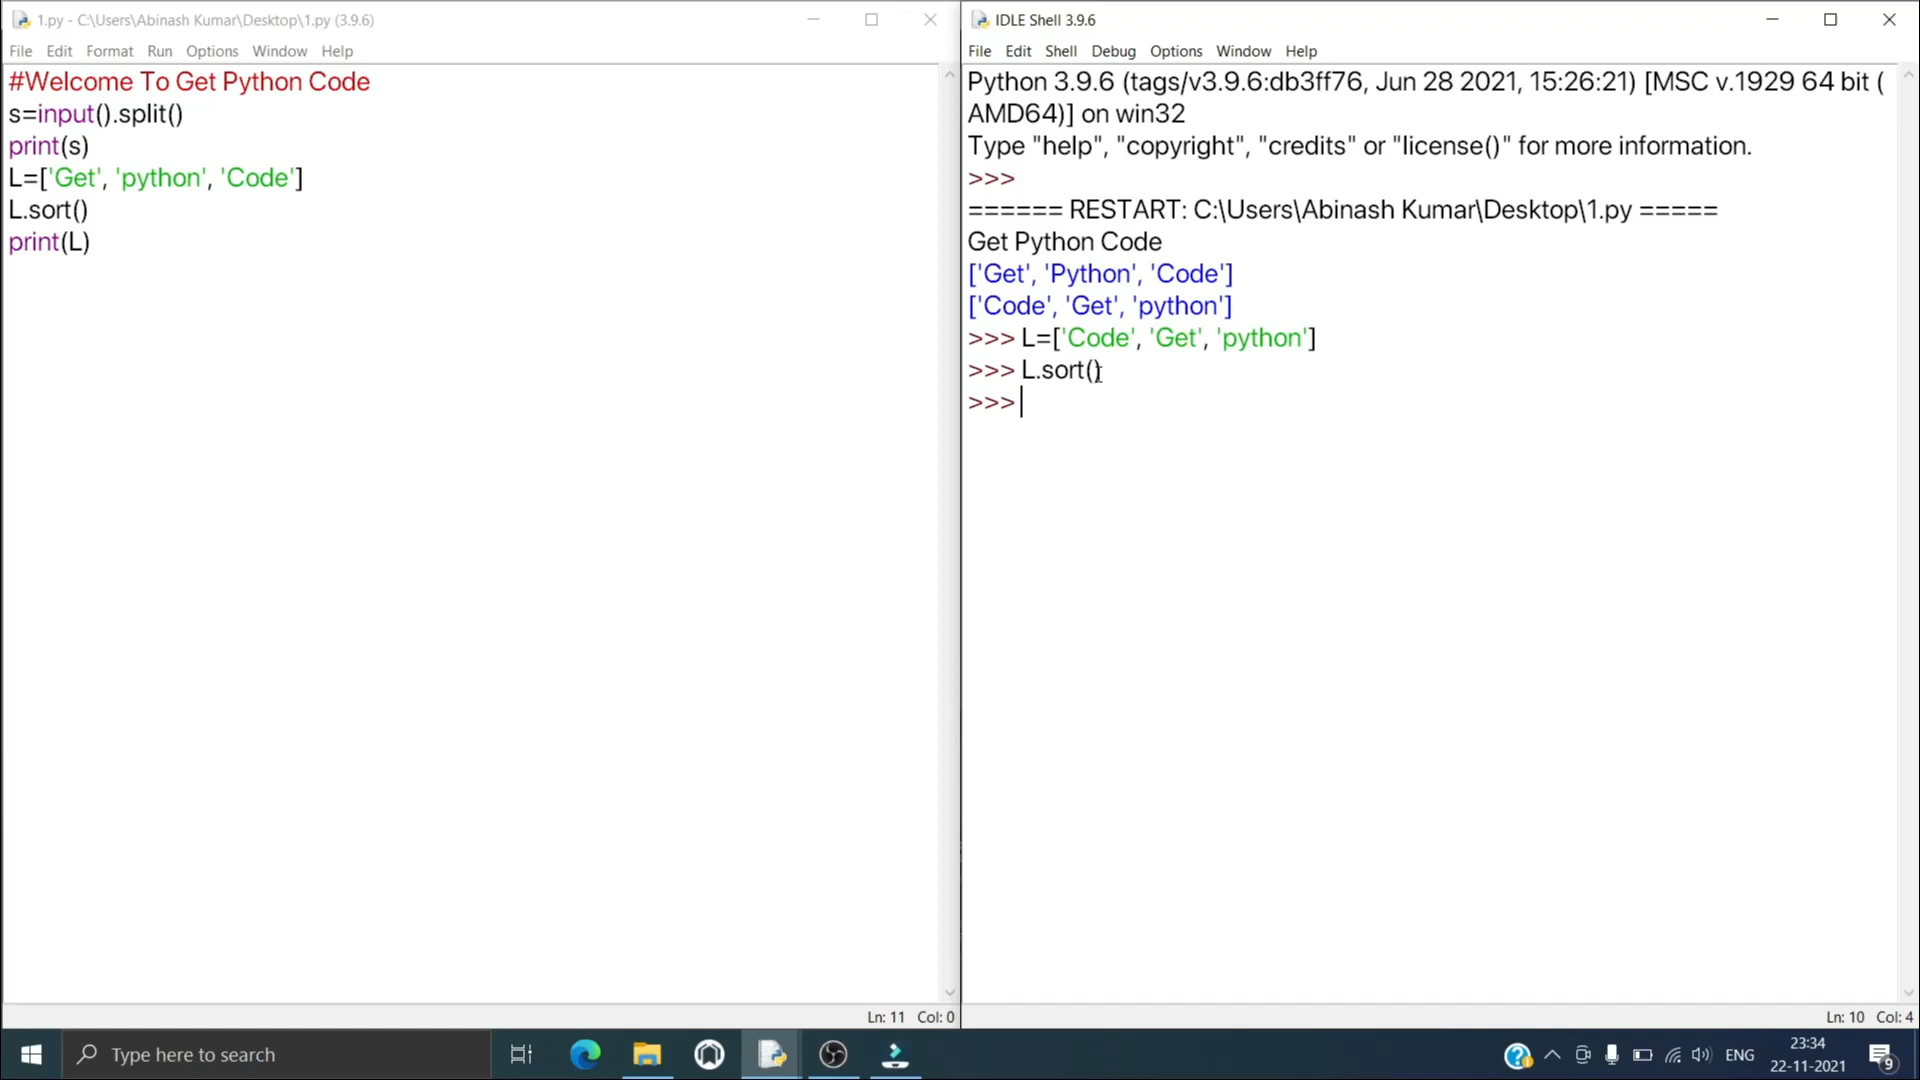 1.py - C:\Users\Abinash Kumar\Desktop\1.py (3.9.6)
File Edit Format Run Options Window Help
#Welcome To Get Python Code
s=input().split()
print(s)
L=['Get', 'python', 'Code']
L.sort()
print(L)
Ln: 11 Col: 0
IDLE Shell 3.9.6
File Edit Shell Debug Options Window Help
Python 3.9.6 (tags/v3.9.6:db3ff76, Jun 28 2021, 15:26:21) [MSC v.1929 64 bit (
AMD64)] on win32
Type "help", "copyright", "credits" or "license()" for more information.
>>>
====== RESTART: C:\Users\Abinash Kumar\Desktop\1.py =====
Get Python Code
['Get', 'Python', 'Code']
['Code', 'Get', 'python']
>>> L=['Code', 'Get', 'python']
>>> L.sort()
>>>
Ln: 10 Col: 4
Type here to search
ENG
23:34
22-11-2021
9